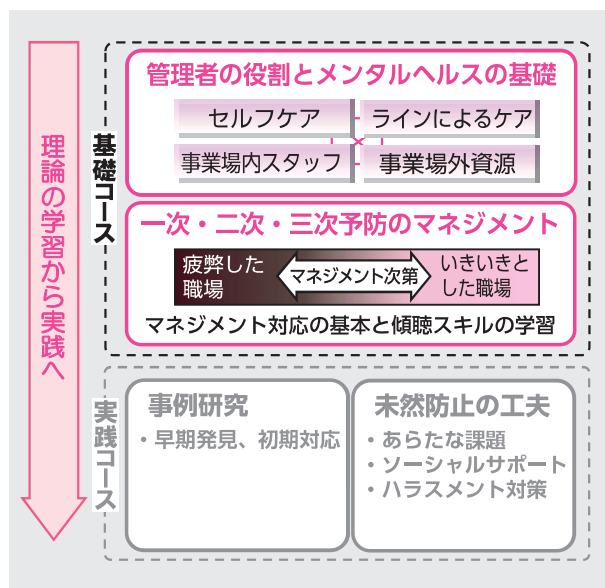 理論の学習から実践へ
基礎コース
管理者の役割とメンタルヘルスの基礎
セルフケア
ラインによるケア
事業場内スタッフ
事業場外資源
一次・二次・三次予防のマネジメント
疲弊した
職場
マネジメント次第
いきいきと
した職場
マネジメント対応の基本と傾聴スキルの学習
実践コース
事例研究
・早期発見、初期対応
未然防止の工夫
・あらたな課題
・ソーシャルサポート
・ハラスメント対策